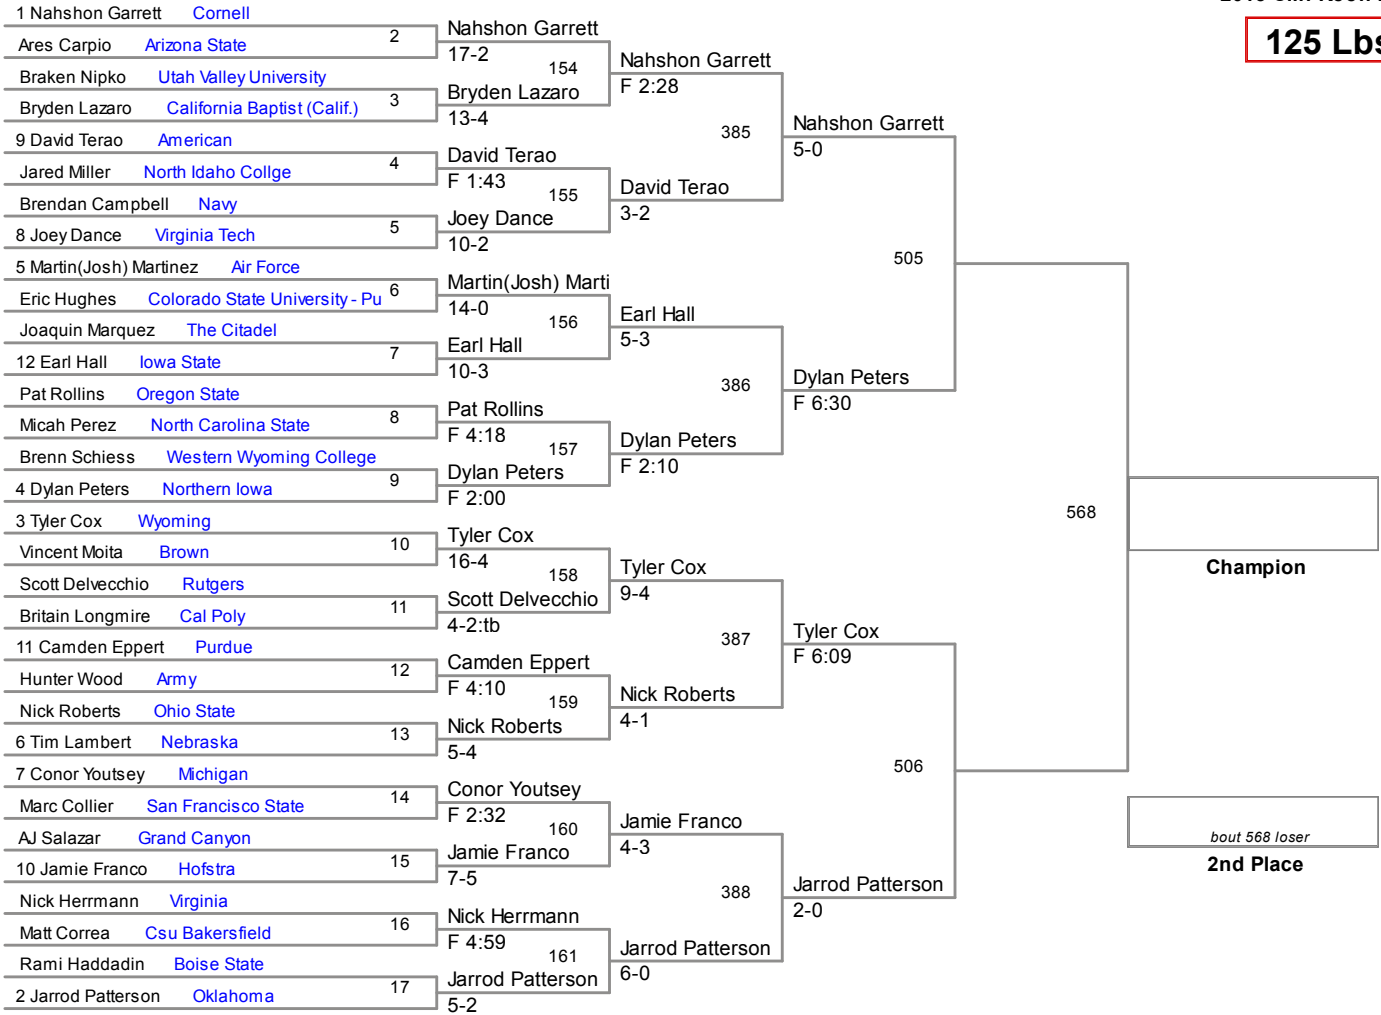 125 Lbs
1 Nahshon Garrett Cornell
Ares Carpio Arizona State
2
Braken Nipko Utah Valley University
Bryden Lazaro California Baptist (Calif.)
3
9 David Terao American
Jared Miller North Idaho Collge
4
Brendan Campbell Navy
8 Joey Dance Virginia Tech
5
5 Martin(Josh) Martinez Air Force
Eric Hughes Colorado State University - Pu
6
Joaquin Marquez The Citadel
12 Earl Hall Iowa State
7
Pat Rollins Oregon State
Micah Perez North Carolina State
8
Brenn Schiess Western Wyoming College
4 Dylan Peters Northern Iowa
9
3 Tyler Cox Wyoming
Vincent Moita Brown
10
Scott Delvecchio Rutgers
Britain Longmire Cal Poly
11
11 Camden Eppert Purdue
Hunter Wood Army
12
Nick Roberts Ohio State
6 Tim Lambert Nebraska
13
7 Conor Youtsey Michigan
Marc Collier San Francisco State
14
AJ Salazar Grand Canyon
10 Jamie Franco Hofstra
15
Nick Herrmann Virginia
Matt Correa Csu Bakersfield
16
Rami Haddadin Boise State
2 Jarrod Patterson Oklahoma
17
Nahshon Garrett
17-2
154
Bryden Lazaro
13-4
David Terao
F 1:43
155
Joey Dance
10-2
Martin(Josh) Marti
14-0
156
Earl Hall
10-3
Pat Rollins
F 4:18
157
Dylan Peters
F 2:00
Tyler Cox
16-4
158
Scott Delvecchio
4-2:tb
Camden Eppert
F 4:10
159
Nick Roberts
5-4
Conor Youtsey
F 2:32
160
Jamie Franco
7-5
Nick Herrmann
F 4:59
161
Jarrod Patterson
5-2
Nahshon Garrett
F 2:28
385
David Terao
3-2
Earl Hall
5-3
386
Dylan Peters
F 2:10
Tyler Cox
9-4
387
Nick Roberts
4-1
Jamie Franco
4-3
388
Jarrod Patterson
6-0
Nahshon Garrett
5-0
505
Dylan Peters
F 6:30
Tyler Cox
F 6:09
506
Jarrod Patterson
2-0
568
Champion
bout 568 loser
2nd Place